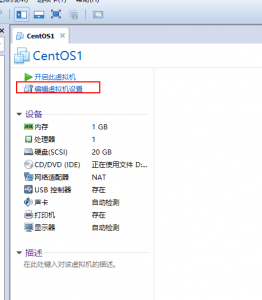 CentOS1
CentOS1
开启此虚拟机
编辑虚拟机设置
设备
内存 1 GB
处理器 1
硬盘(SCSI) 20 GB
CD/DVD (IDE) 正在使用文件 D:...
网络适配器 NAT
USB 控制器 存在
声卡 自动检测
打印机 存在
显示器 自动检测
描述
在此处键入对该虚拟机的描述。